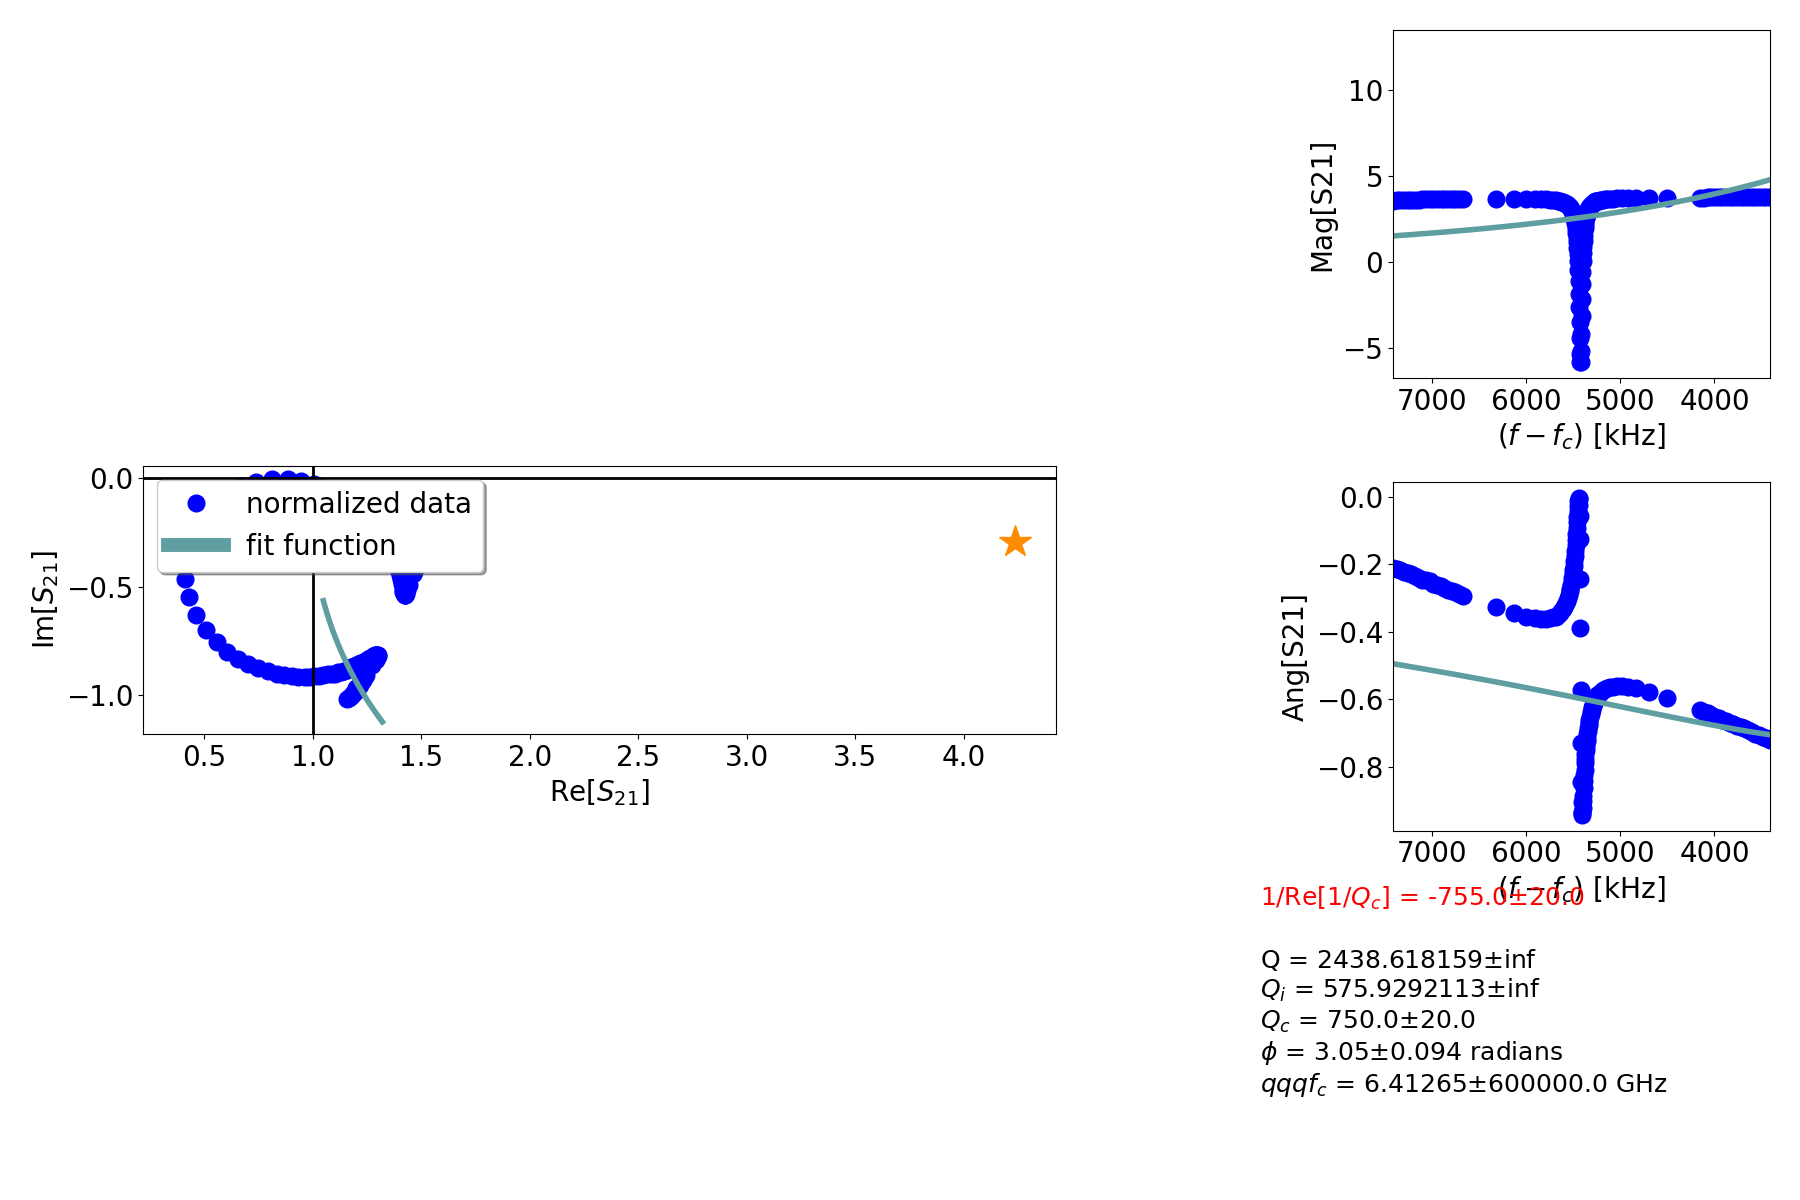 10
5
0
−5
Mag[S21]
7000 6000 5000 4000
(f − f_c) [kHz]
0.0
−0.5
−1.0
Im[S_21]
normalized data
fit function
0.5 1.0 1.5 2.0 2.5 3.0 3.5 4.0
Re[S_21]
0.0
−0.2
−0.4
−0.6
−0.8
Ang[S21]
7000 6000 5000 4000
(f − f_c) [kHz]
1/Re[1/Q_c] = -755.0±20.0
Q = 2438.618159±inf
Q_i = 575.9292113±inf
Q_c = 750.0±20.0
ϕ = 3.05±0.094 radians
qqqf_c = 6.41265±600000.0 GHz